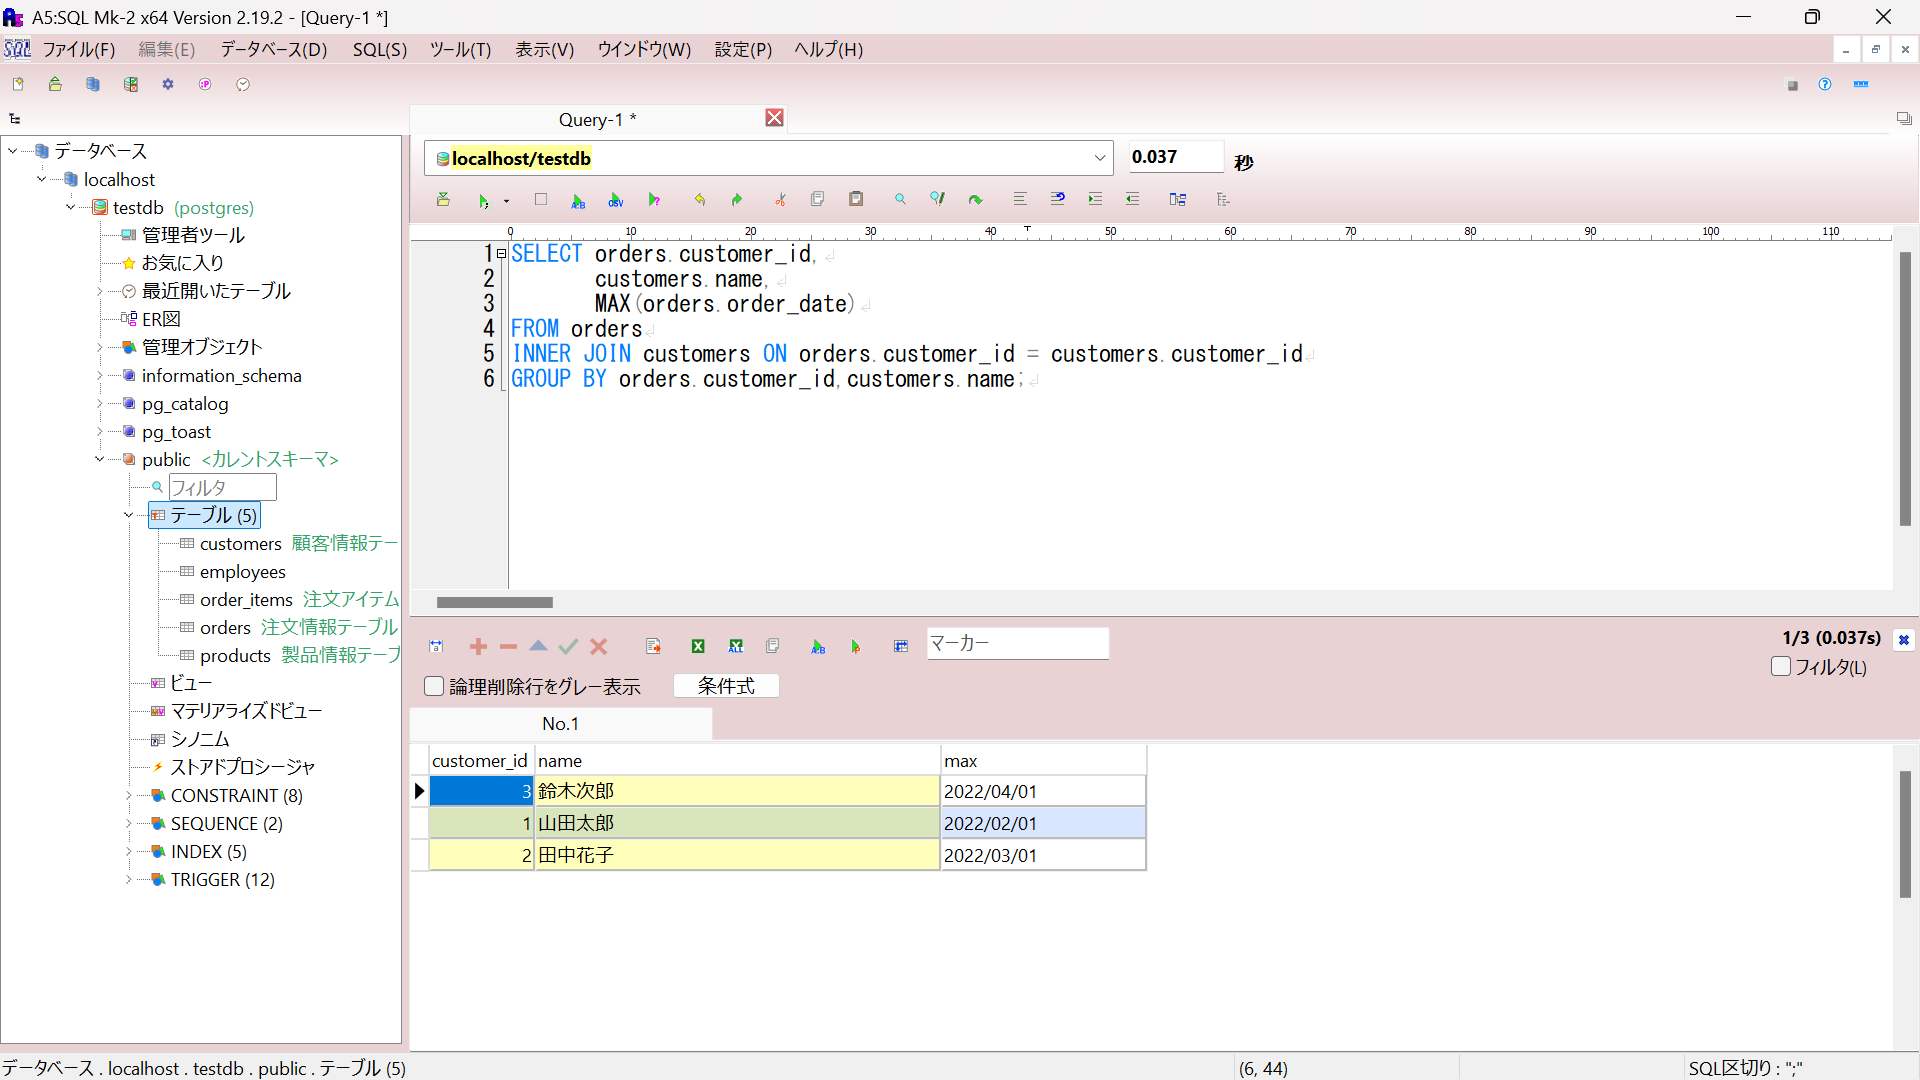 A5:SQL Mk-2 x64 Version 2.19.2 - [Query-1 *]
SQL ファイル(F) 編集(E) データベース(D) SQL(S) ツール(T) 表示(V) ウインドウ(W) 設定(P) ヘルプ(H)
Query-1 *
データベース
localhost
testdb (postgres)
管理者ツール
お気に入り
最近開いたテーブル
ER図
管理オブジェクト
information_schema
pg_catalog
pg_toast
public <カレントスキーマ>
フィルタ
テーブル (5)
customers 顧客情報テー
employees
order_items 注文アイテム
orders 注文情報テーブル
products 製品情報テーブ
ビュー
マテリアライズドビュー
シノニム
ストアドプロシージャ
CONSTRAINT (8)
SEQUENCE (2)
INDEX (5)
TRIGGER (12)
localhost/testdb 0.037 秒
0 10 20 30 40 50 60 70 80 90 100 110
1 SELECT orders.customer_id,
2 customers.name,
3 MAX(orders.order_date)
4 FROM orders
5 INNER JOIN customers ON orders.customer_id = customers.customer_id
6 GROUP BY orders.customer_id,customers.name;
マーカー 1/3 (0.037s)
論理削除行をグレー表示 条件式 フィルタ(L)
No.1
customer_id name max
3 鈴木次郎 2022/04/01
1 山田太郎 2022/02/01
2 田中花子 2022/03/01
データベース . localhost . testdb . public . テーブル (5) (6, 44) SQL区切り : ";"